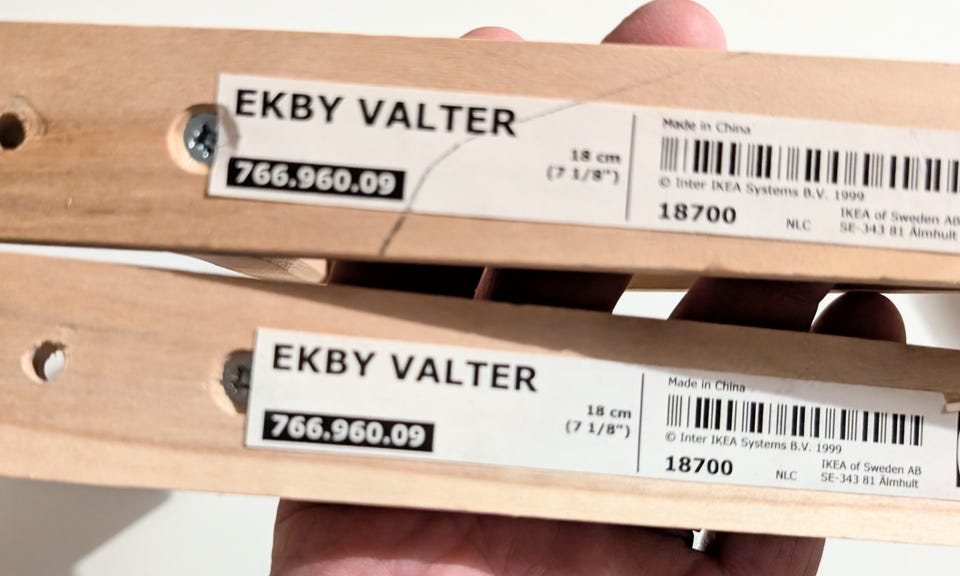 EKBY VALTER
766.960.09
18 cm
(7 1/8")
Made in China
© Inter IKEA Systems B.V. 1999
18700
NLC
IKEA of Sweden AB
SE-343 81 Älmhult
EKBY VALTER
766.960.09
18 cm
(7 1/8")
Made in China
© Inter IKEA Systems B.V. 1999
18700
NLC
IKEA of Sweden AB
SE-343 81 Älmhult